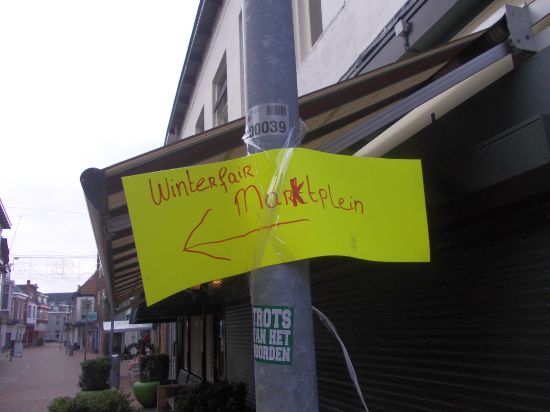 00039
Winterfair
Marktplein
TROTS
VAN HET
NOORDEN